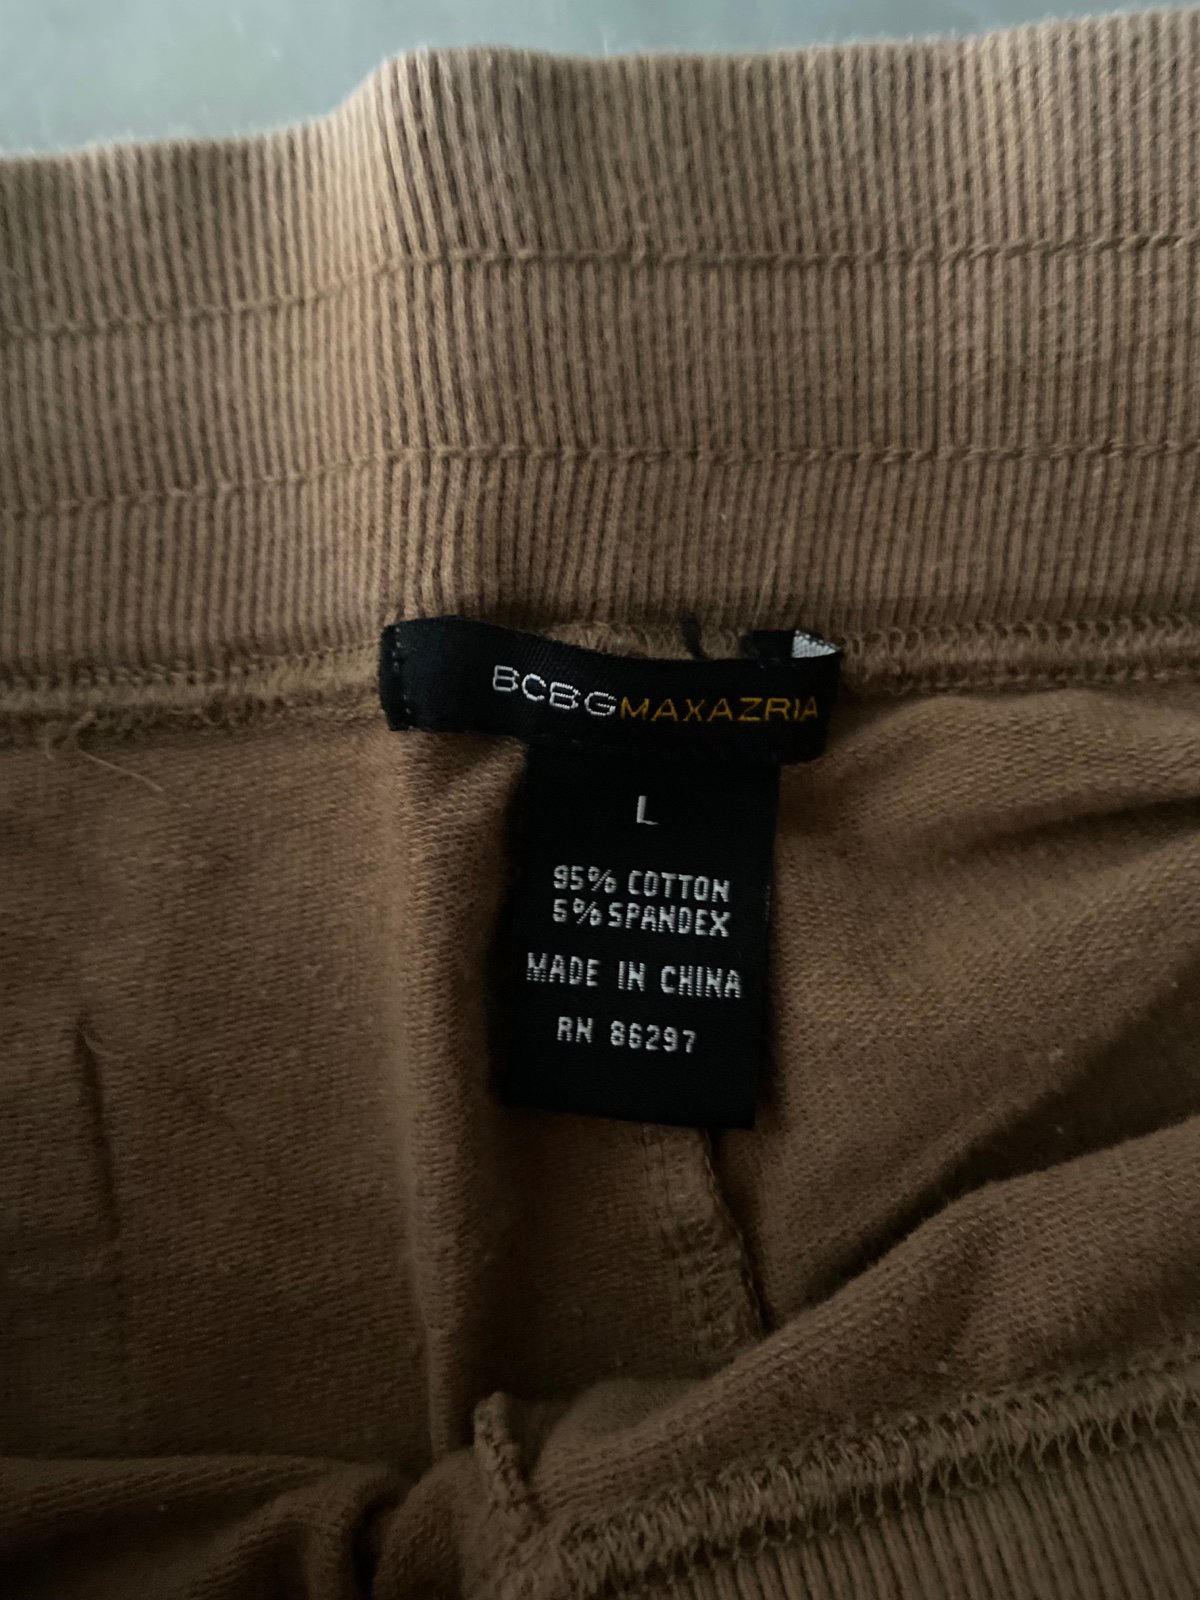 BCBGMAXAZRIA
L
95% COTTON
5% SPANDEX
MADE IN CHINA
RN 86297